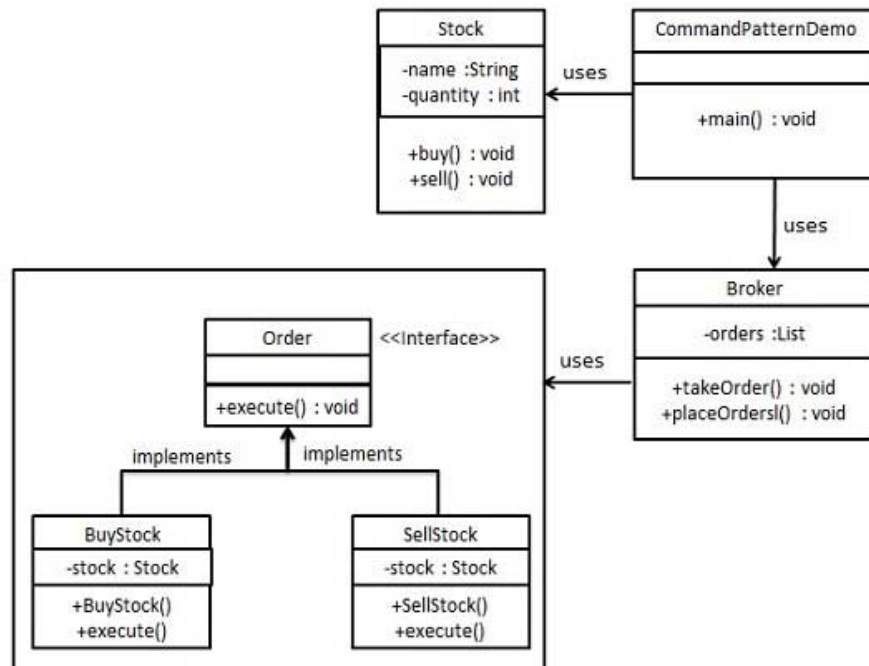 Stock
-name :String
-quantity : int
+buy() : void
+sell() : void
uses
CommandPatternDemo
+main() : void
uses
Broker
-orders :List
+takeOrder() : void
+placeOrdersl() : void
uses
Order
<<Interface>>
+execute() : void
implements
implements
BuyStock
-stock : Stock
+BuyStock()
+execute()
SellStock
-stock : Stock
+SellStock()
+execute()